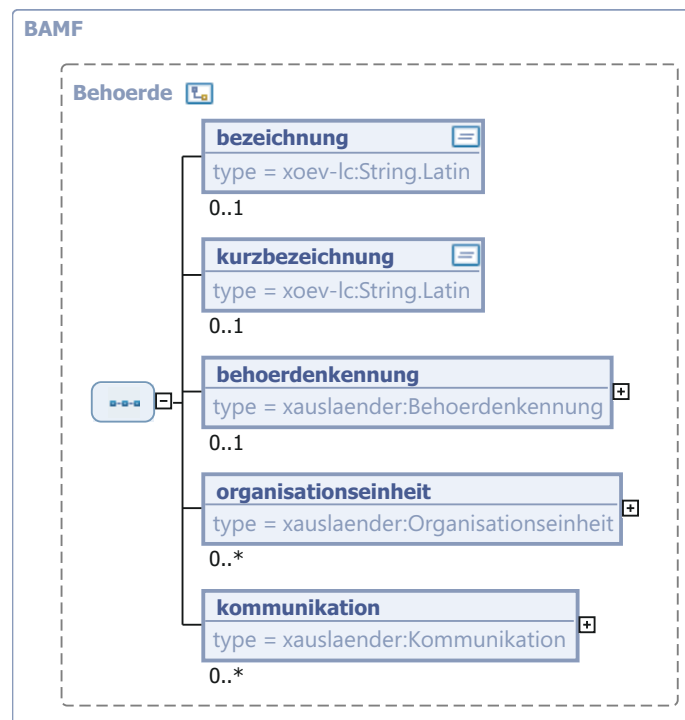 BAMF
Behoerde
bezeichnung
type = xoev-lc:String.Latin
0..1
kurzbezeichnung
type = xoev-lc:String.Latin
0..1
behoerdenkennung
type = xauslaender:Behoerdenkennung
0..1
organisationseinheit
type = xauslaender:Organisationseinheit
0..*
kommunikation
type = xauslaender:Kommunikation
0..*